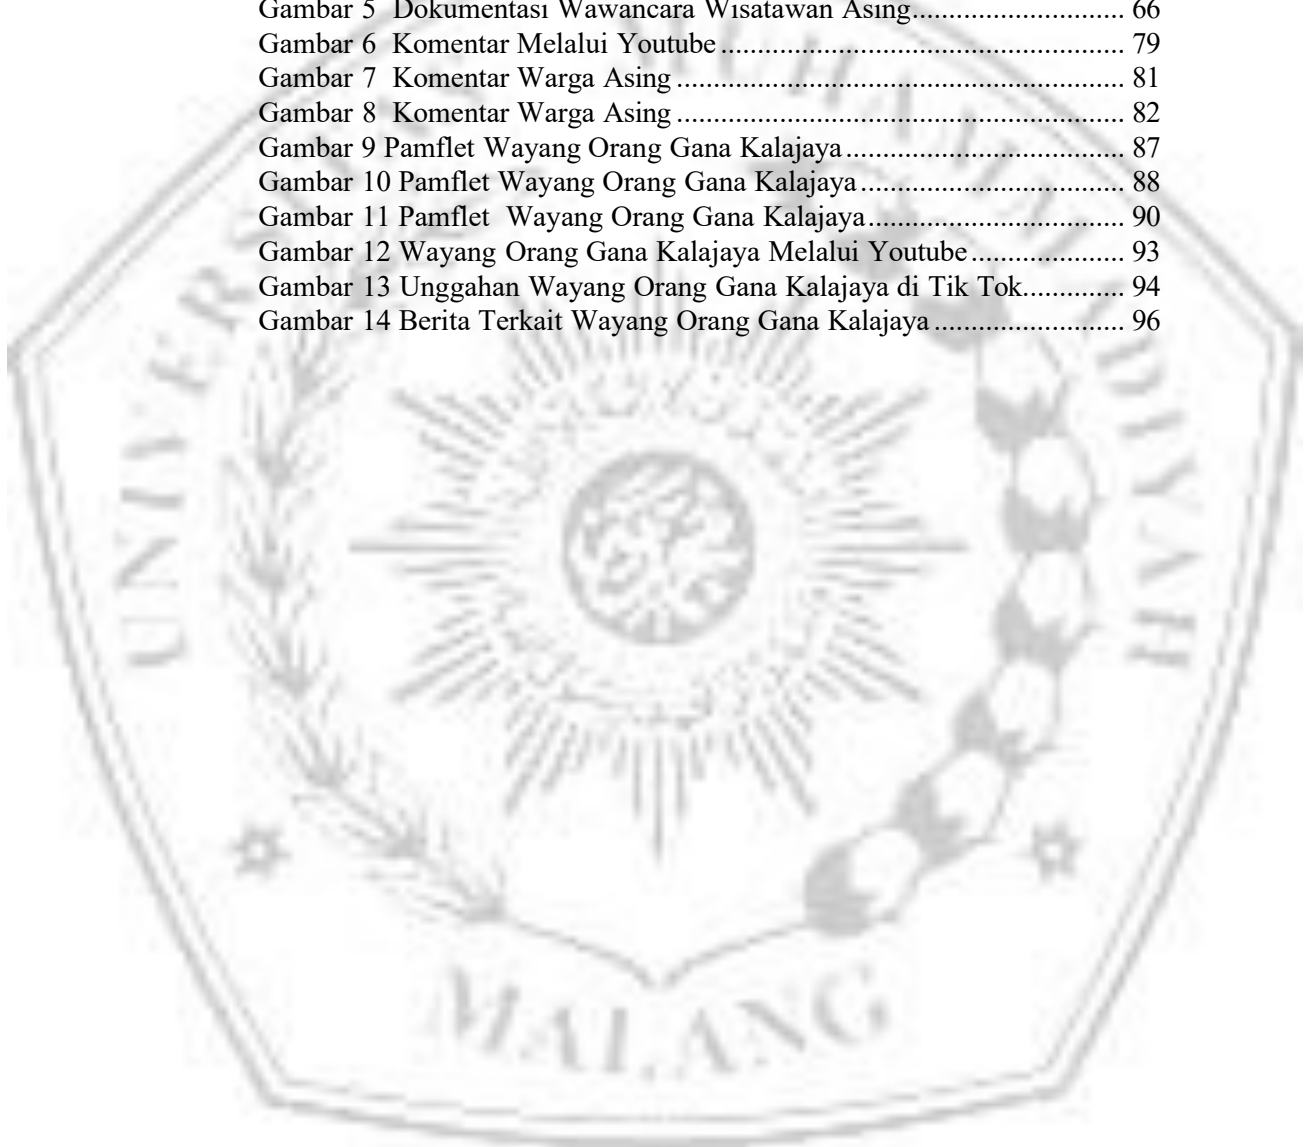 Gambar 5  Dokumentasi Wawancara Wisatawan Asing............................ 66
Gambar 6  Komentar Melalui Youtube ..................................................... 79
Gambar 7  Komentar Warga Asing ........................................................... 81
Gambar 8  Komentar Warga Asing ........................................................... 82
Gambar 9 Pamflet Wayang Orang Gana Kalajaya ..................................... 87
Gambar 10 Pamflet Wayang Orang Gana Kalajaya ................................... 88
Gambar 11 Pamflet  Wayang Orang Gana Kalajaya.................................. 90
Gambar 12 Wayang Orang Gana Kalajaya Melalui Youtube.................... 93
Gambar 13 Unggahan Wayang Orang Gana Kalajaya di Tik Tok.............. 94
Gambar 14 Berita Terkait Wayang Orang Gana Kalajaya ......................... 96
UNIVERSITAS MUHAMMADIYAH
MALANG